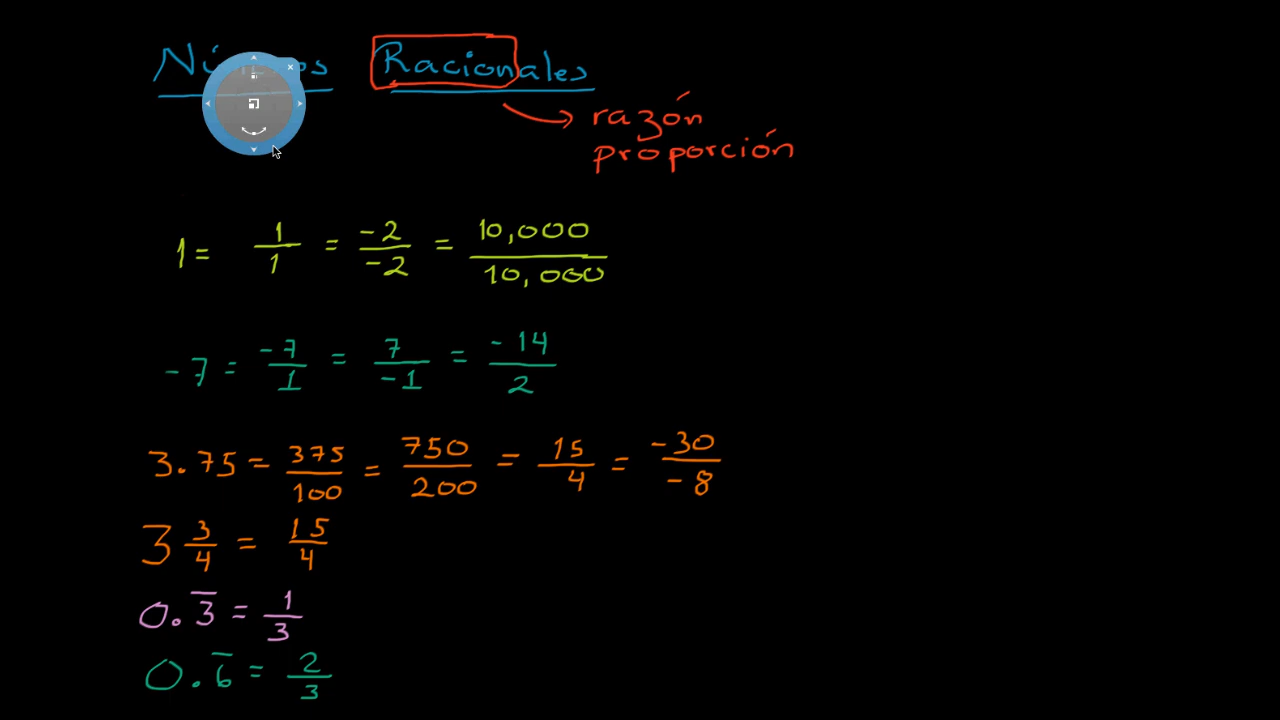 Racionales
razón
proporción
1 = 1/1 = -2/-2 = 10,000/10,000
-7 = -7/1 = 7/-1 = -14/2
3.75 = 375/100 = 750/200 = 15/4 = -30/-8
3 3/4 = 15/4
0.3̅ = 1/3
0.6̅ = 2/3